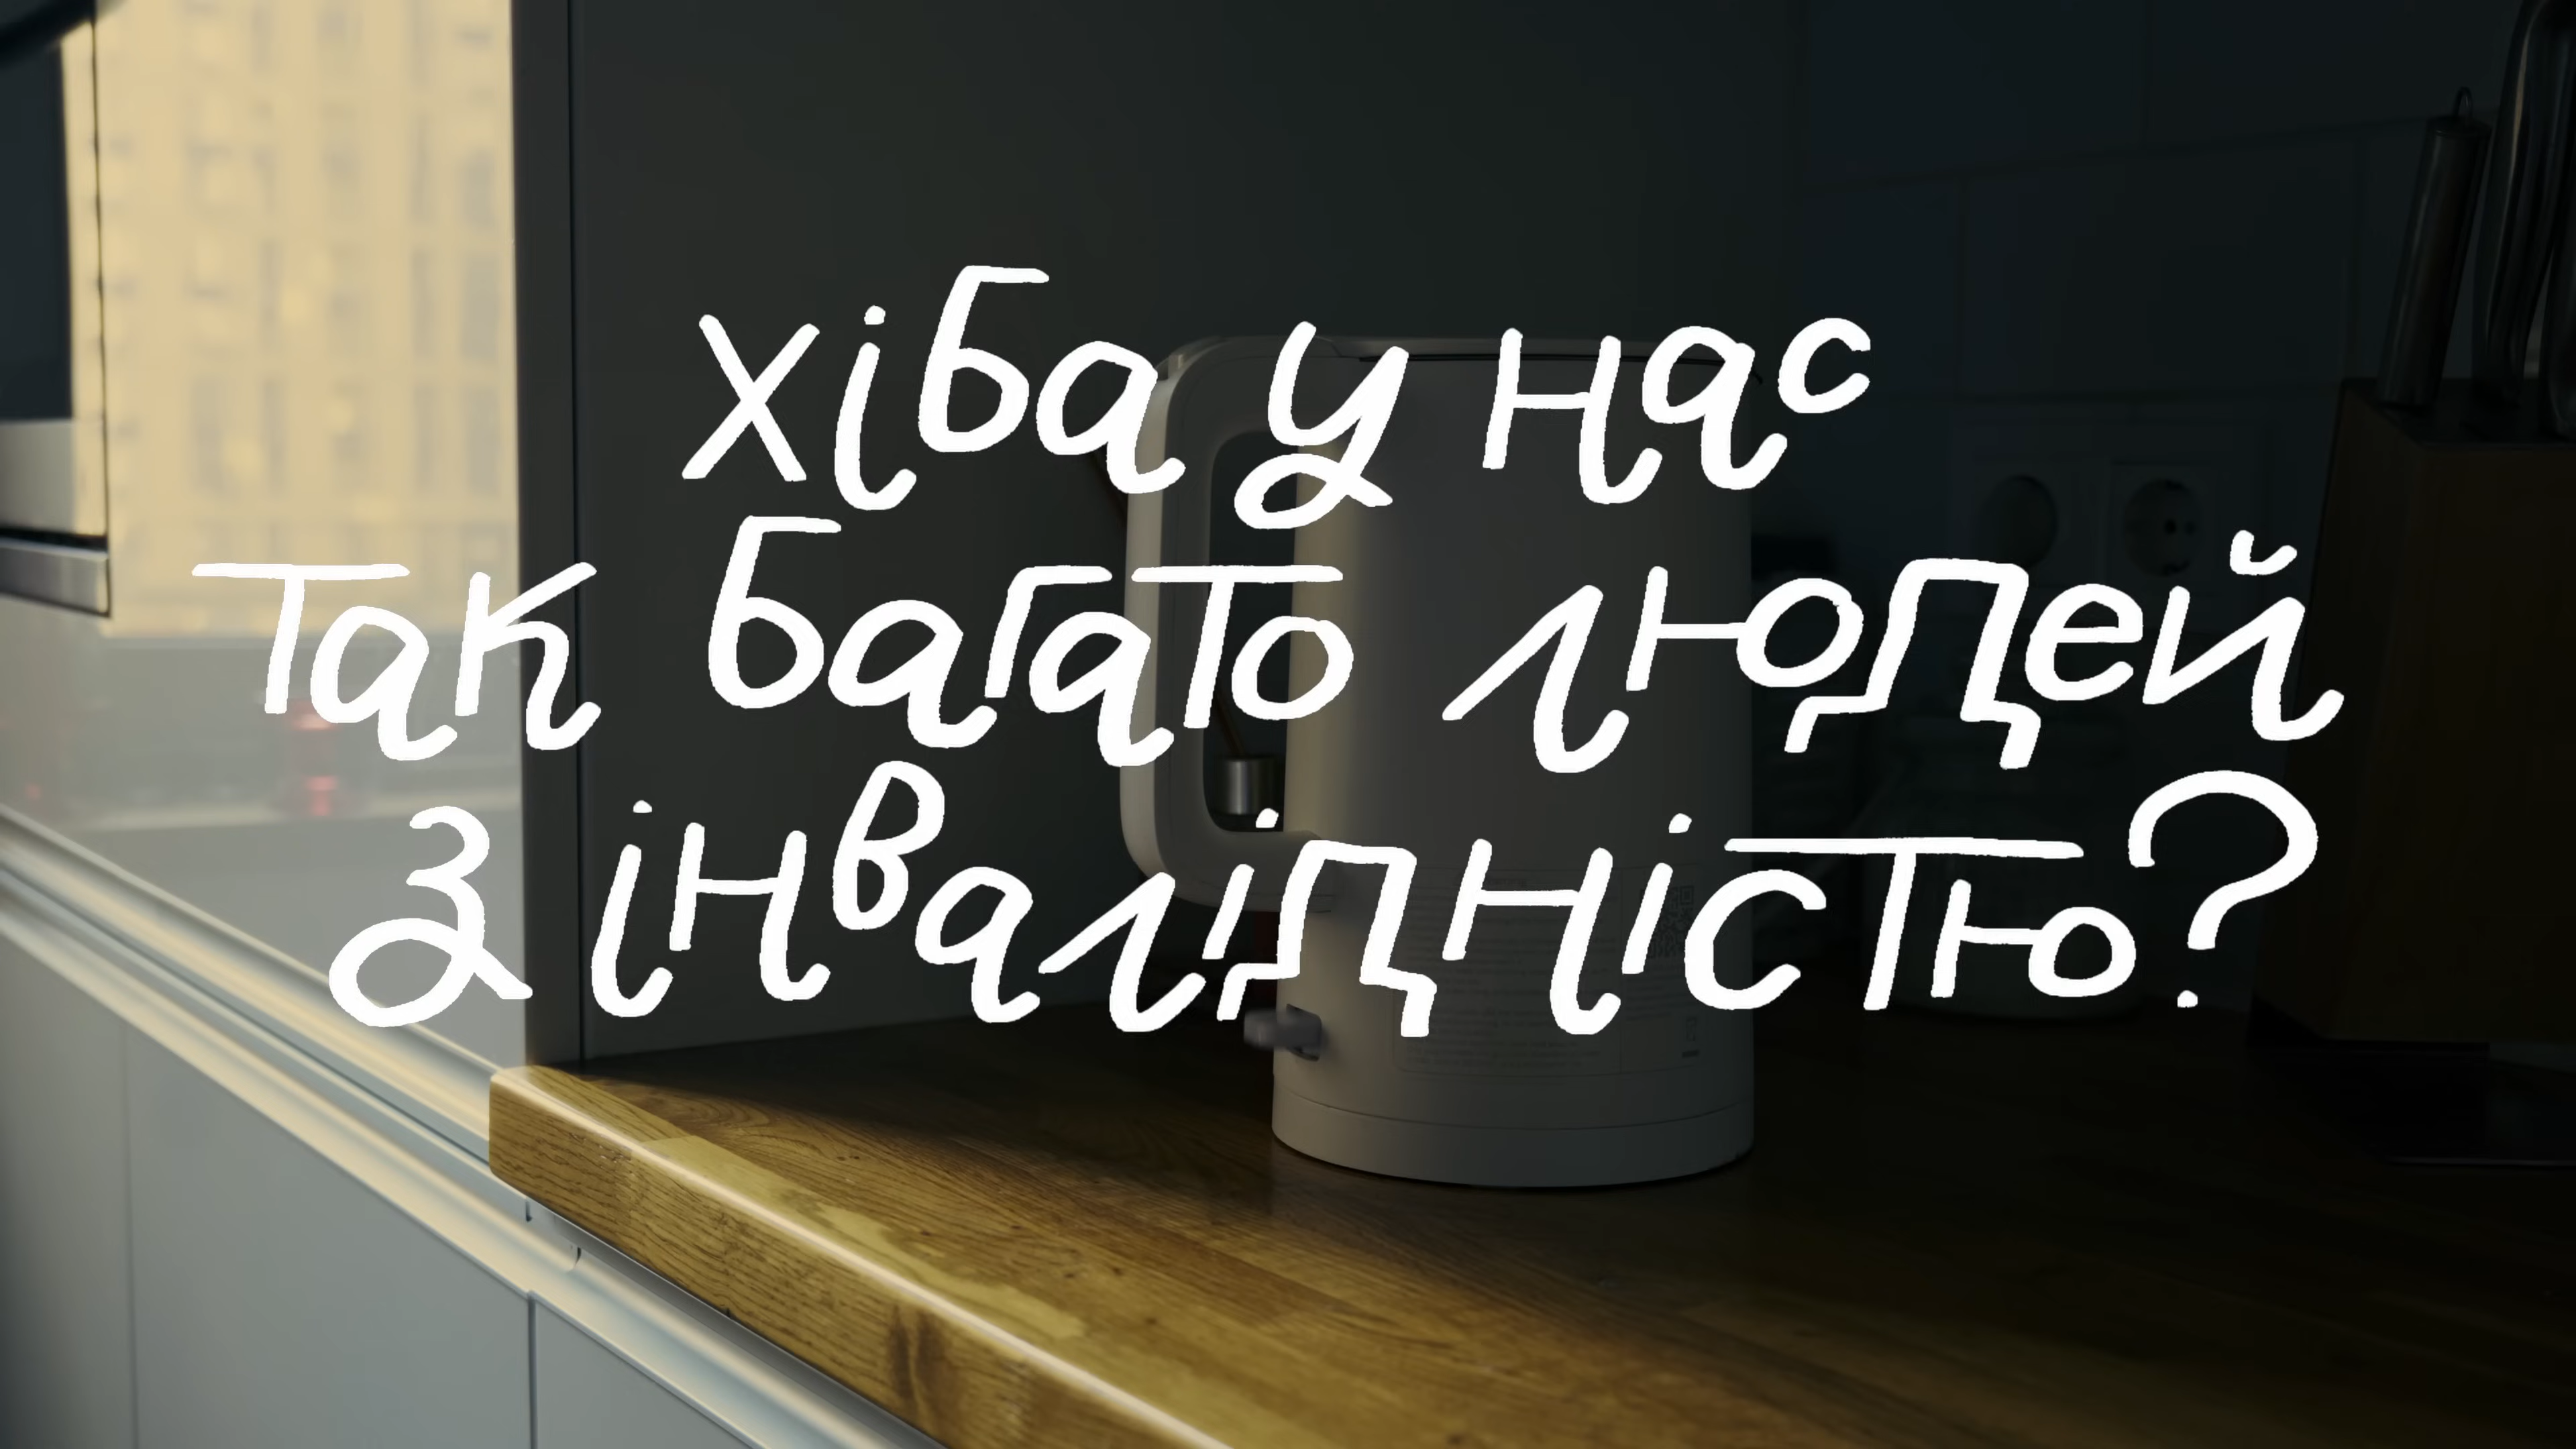 хіба у нас
так багато людей
з інвалідністю?